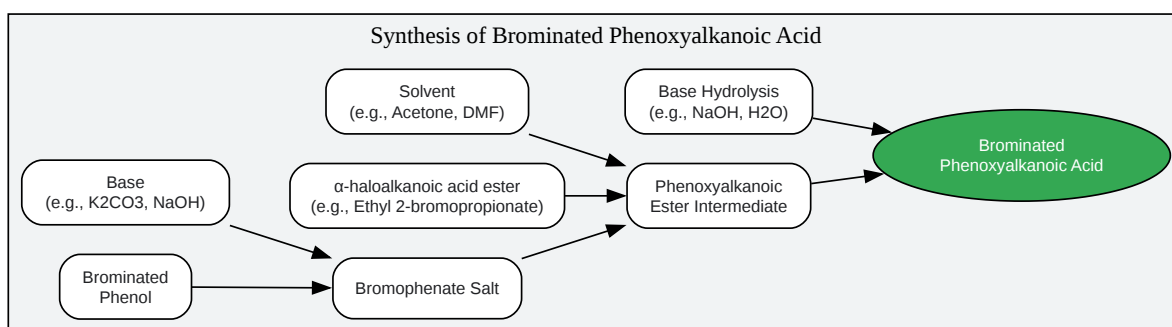 Synthesis of Brominated Phenoxyalkanoic Acid
Solvent
(e.g., Acetone, DMF)
Base Hydrolysis
(e.g., NaOH, H2O)
Brominated
Phenoxyalkanoic Acid
Base
(e.g., K2CO3, NaOH)
α-haloalkanoic acid ester
(e.g., Ethyl 2-bromopropionate)
Phenoxyalkanoic
Ester Intermediate
Brominated
Phenol
Bromophenate Salt